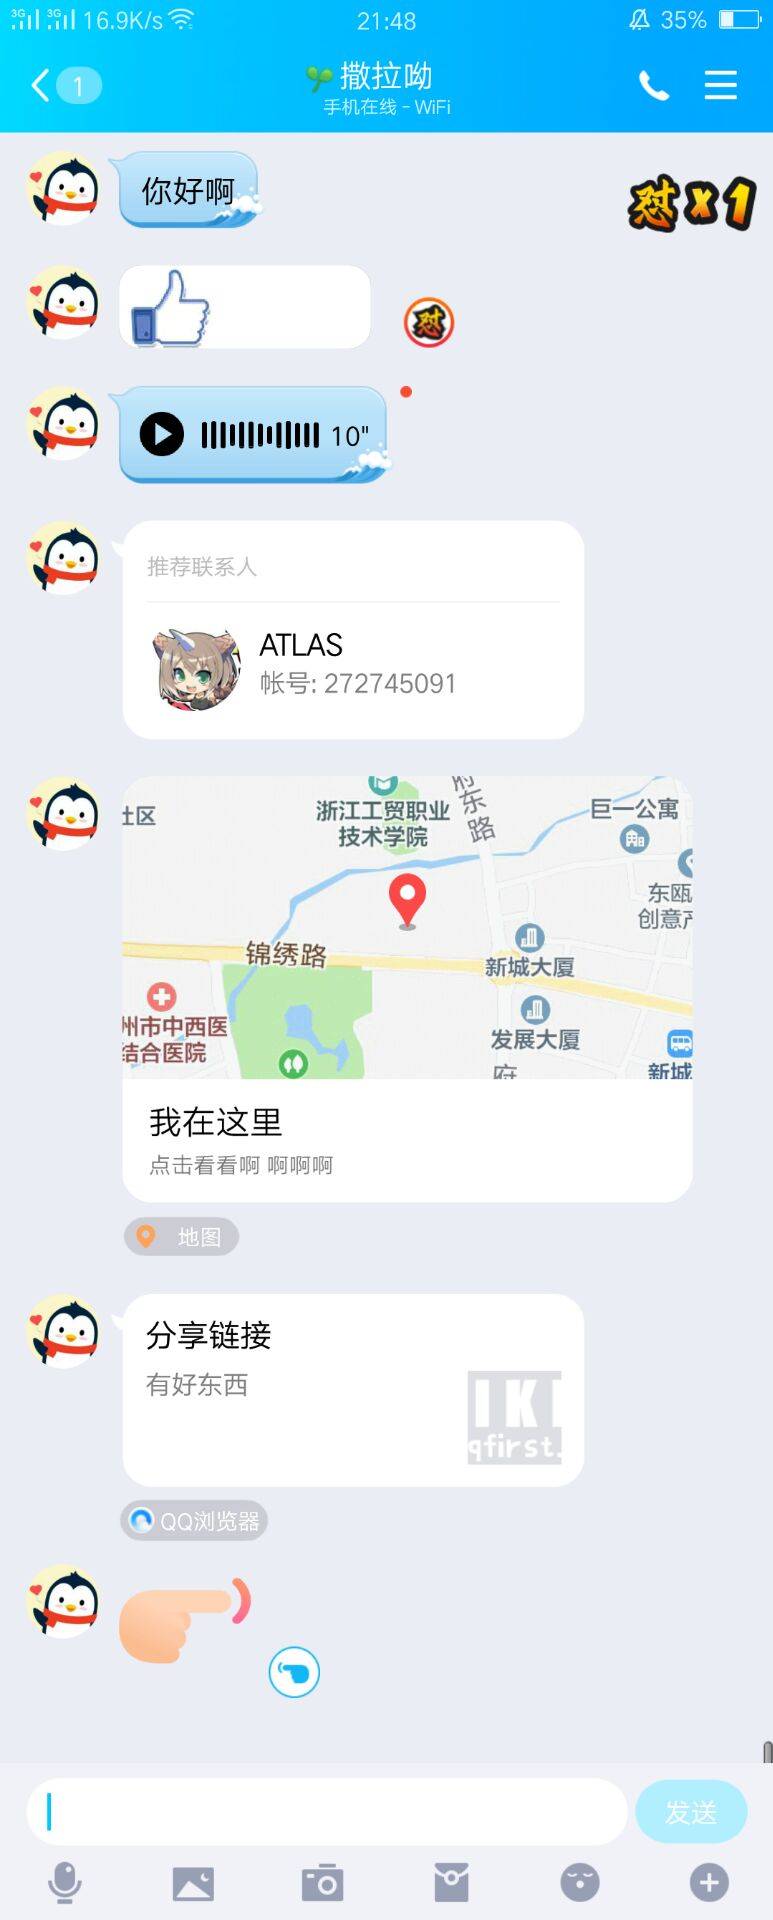 3G 3G 16.9K/s 21:48 35%
1 撒拉呦
手机在线 - WiFi
你好啊
怼x1
怼
10"
推荐联系人
ATLAS
帐号: 272745091
社区
浙江工贸职业
技术学院
府东路
巨一公寓
东瓯
创意产
锦绣路
新城大厦
州市中西医
结合医院
发展大厦
府
新城
我在这里
点击看看啊 啊啊啊
地图
分享链接
有好东西
IKI
qfirst.
QQ浏览器
发送